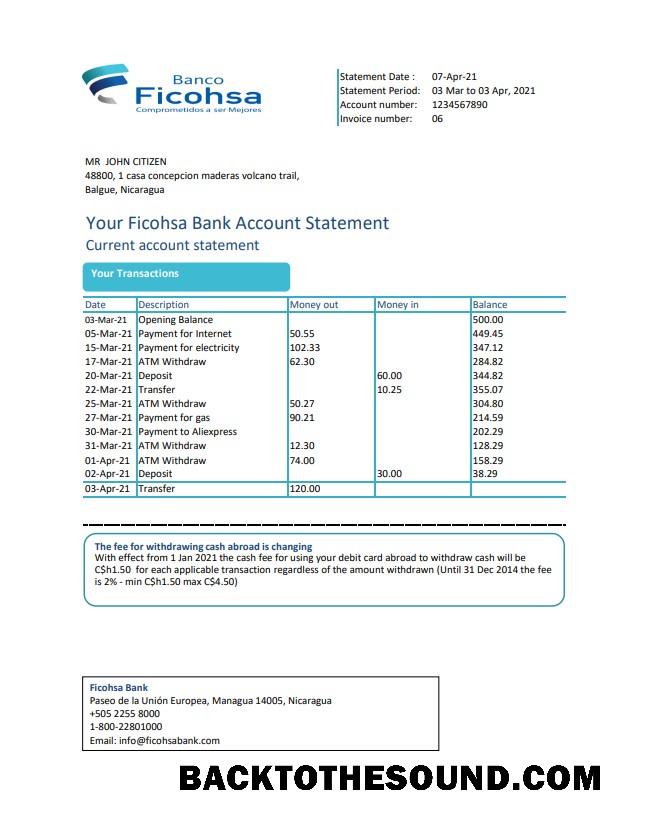 Banco
Ficohsa
Comprometidos a ser Mejores
Statement Date : 07-Apr-21
Statement Period: 03 Mar to 03 Apr, 2021
Account number: 1234567890
Invoice number: 06
MR JOHN CITIZEN
48800, 1 casa concepcion maderas volcano trail,
Balgue, Nicaragua
Your Ficohsa Bank Account Statement
Current account statement
Your Transactions
Date Description Money out Money in Balance
03-Mar-21 Opening Balance 500.00
05-Mar-21 Payment for Internet 50.55 449.45
15-Mar-21 Payment for electricity 102.33 347.12
17-Mar-21 ATM Withdraw 62.30 284.82
20-Mar-21 Deposit 60.00 344.82
22-Mar-21 Transfer 10.25 355.07
25-Mar-21 ATM Withdraw 50.27 304.80
27-Mar-21 Payment for gas 90.21 214.59
30-Mar-21 Payment to Aliexpress 202.29
31-Mar-21 ATM Withdraw 12.30 128.29
01-Apr-21 ATM Withdraw 74.00 158.29
02-Apr-21 Deposit 30.00 38.29
03-Apr-21 Transfer 120.00
The fee for withdrawing cash abroad is changing
With effect from 1 Jan 2021 the cash fee for using your debit card abroad to withdraw cash will be
C$h1.50 for each applicable transaction regardless of the amount withdrawn (Until 31 Dec 2014 the fee
is 2% - min C$h1.50 max C$4.50)
Ficohsa Bank
Paseo de la Unión Europea, Managua 14005, Nicaragua
+505 2255 8000
1-800-22801000
Email: info@ficohsabank.com
BACKTOTHESOUND.COM